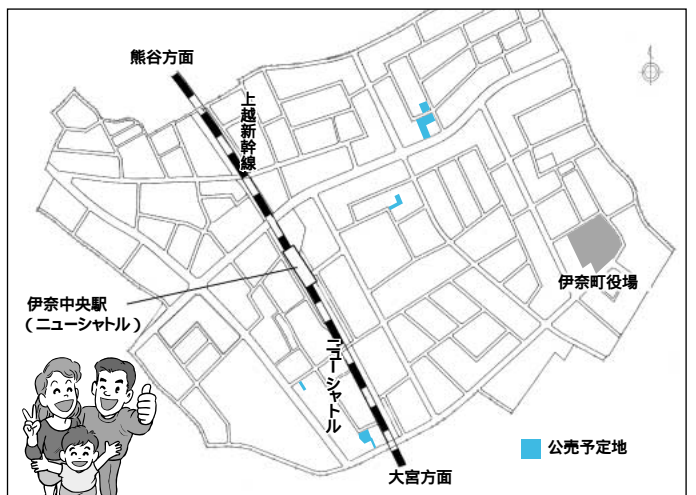 熊谷方面
上越新幹線
伊奈町役場
伊奈中央駅
(ニューシャトル)
ニューシャトル
公売予定地
大宮方面